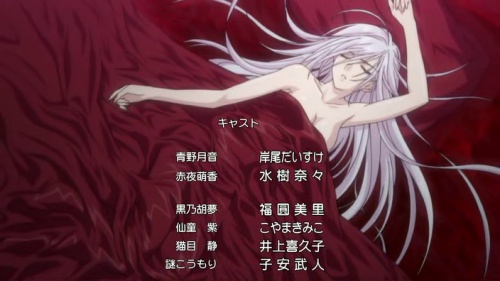 キャスト
青野月音 岸尾だいすけ
赤夜萌香 水樹奈々
黒乃胡夢 福圓美里
仙童 紫 こやまきみこ
猫目 静 井上喜久子
謎こうもり 子安武人